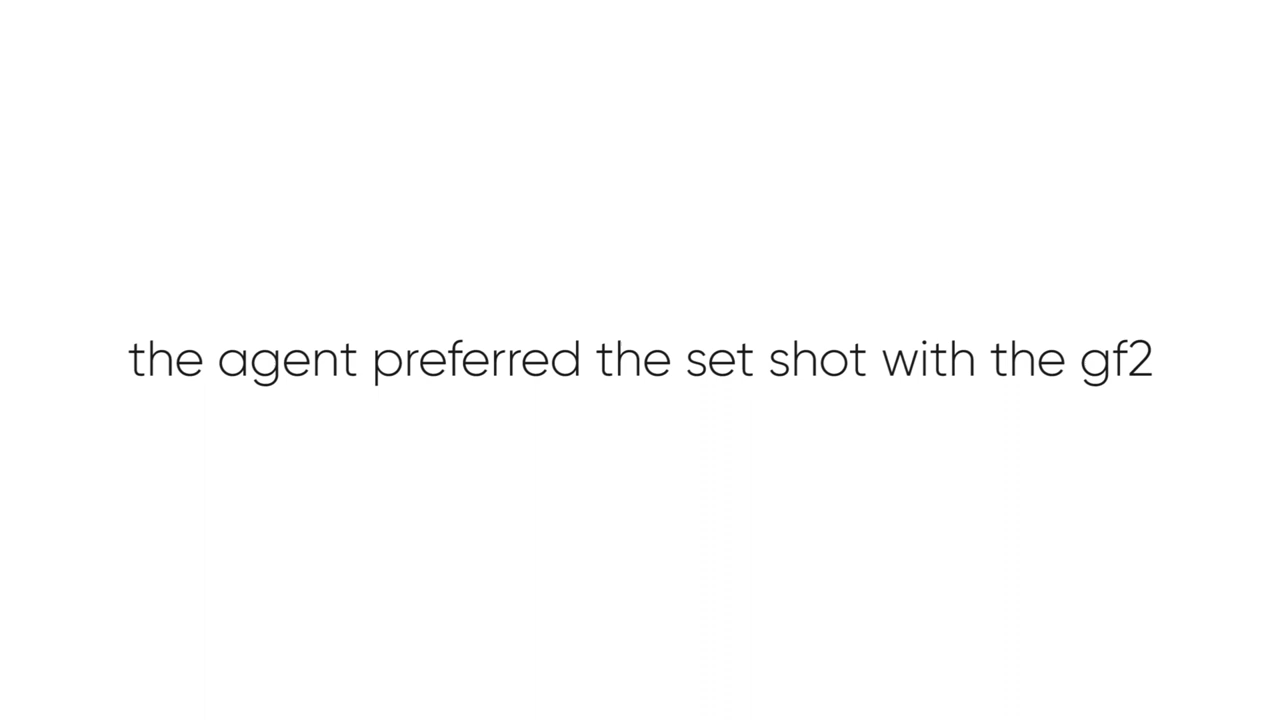 the agent preferred the set shot with the gf2